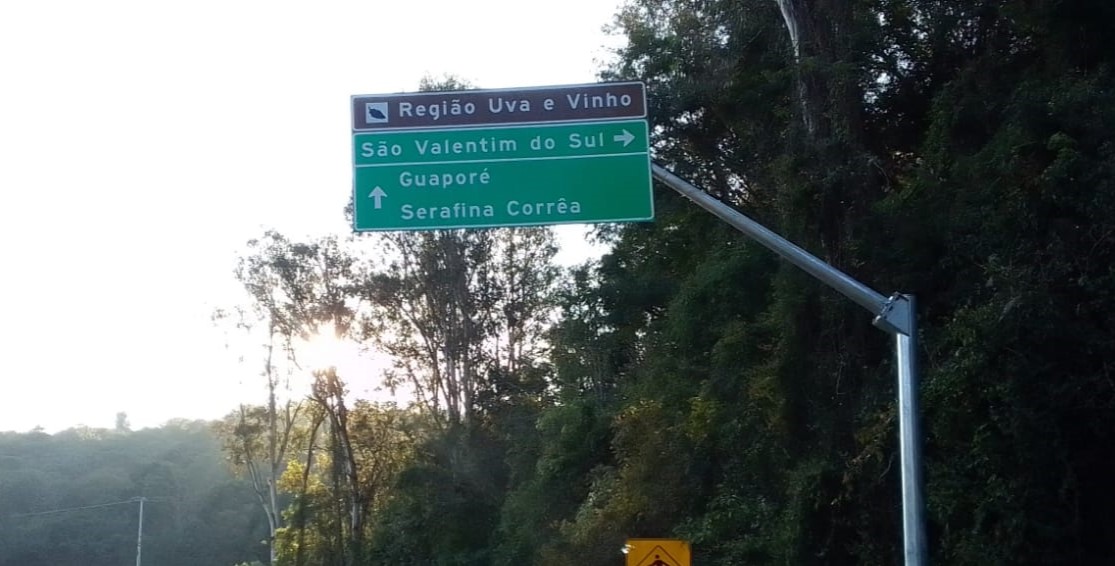 Região Uva e Vinho
São Valentim do Sul
Guaporé
Serafina Corrêa